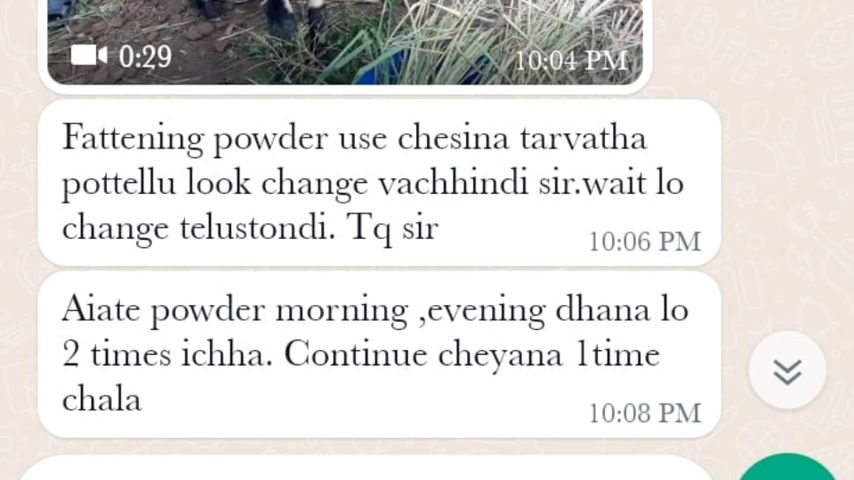 0:29 10:04 PM
Fattening powder use chesina tarvatha
pottellu look change vachhindi sir.wait lo
change telustondi. Tq sir
10:06 PM
Aiate powder morning ,evening dhana lo
2 times ichha. Continue cheyana 1time
chala
10:08 PM